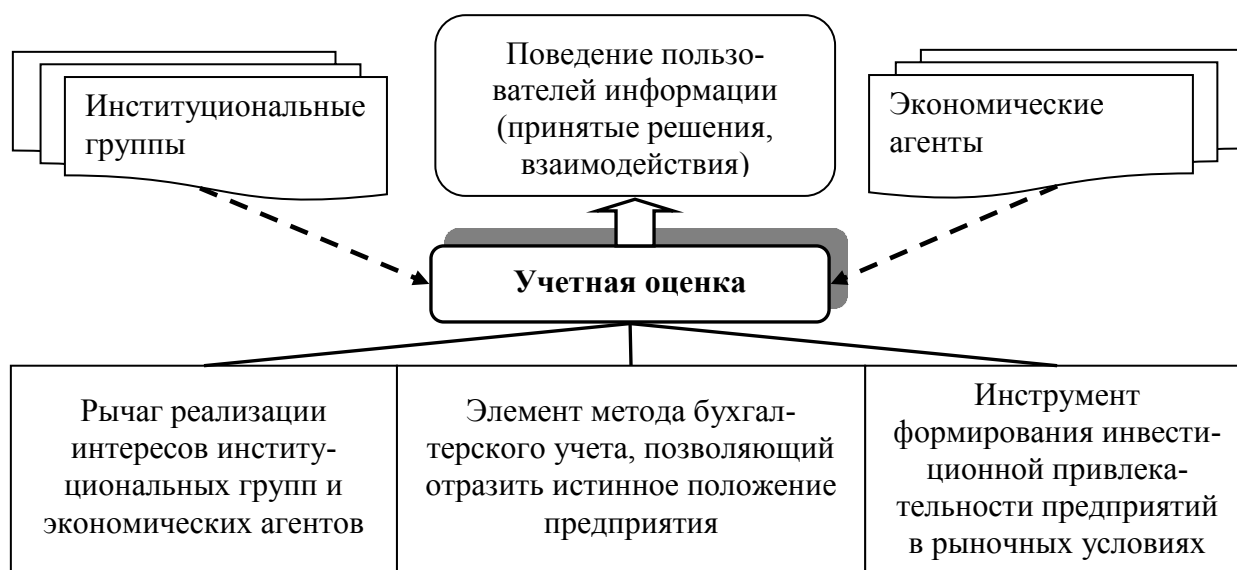 Институциональные
группы
Поведение пользо-
вателей информации
(принятые решения,
взаимодействия)
Экономические
агенты
Учетная оценка
Рычаг реализации
интересов институ-
циональных групп и
экономических агентов
Элемент метода бухгал-
терского учета, позволяющий
отразить истинное положение
предприятия
Инструмент
формирования инвести-
ционной привлека-
тельности предприятий
в рыночных условиях